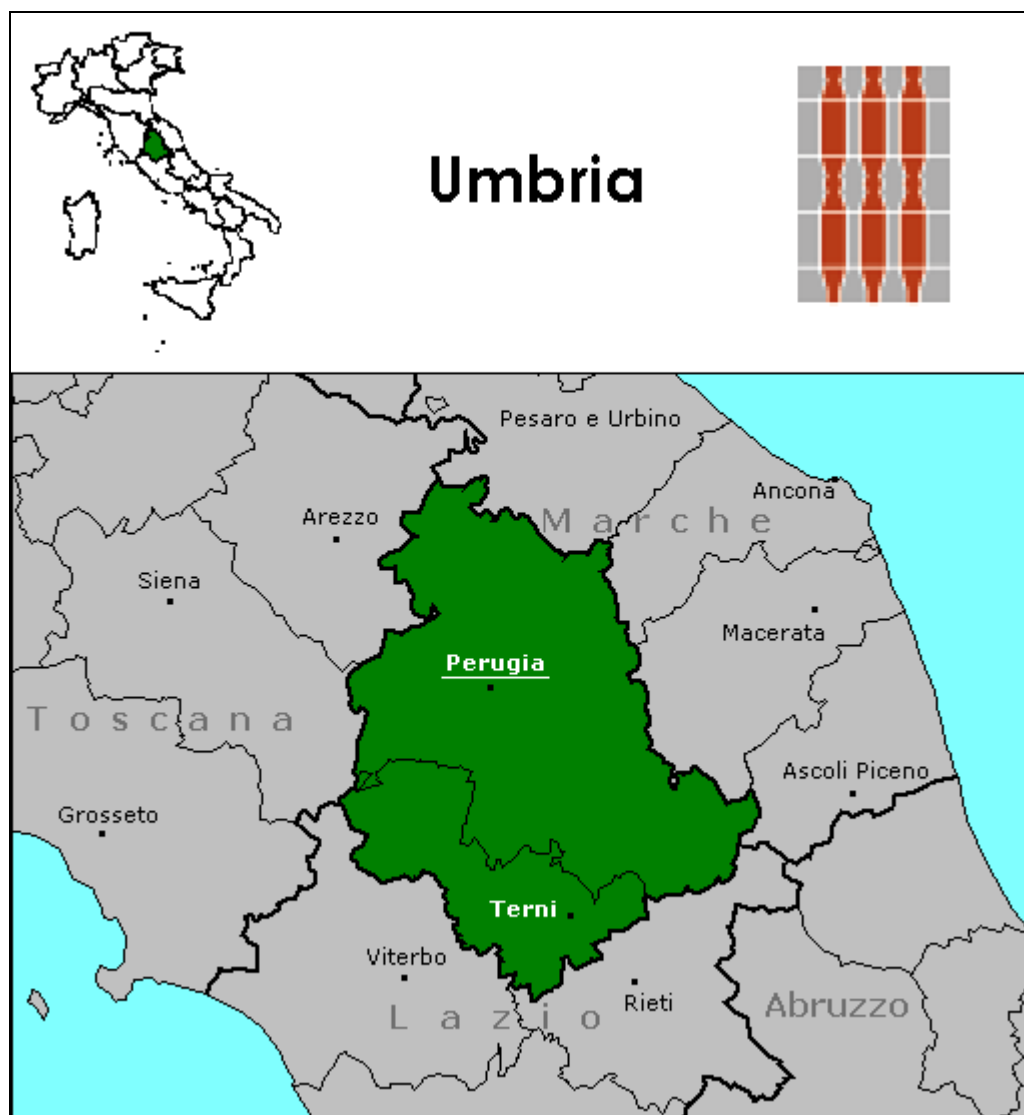 Umbria
Pesaro e Urbino
Ancona
Arezzo
Marche
Siena
Macerata
Perugia
Toscana
Ascoli Piceno
Grosseto
Terni
Viterbo
Rieti
Abruzzo
Lazio